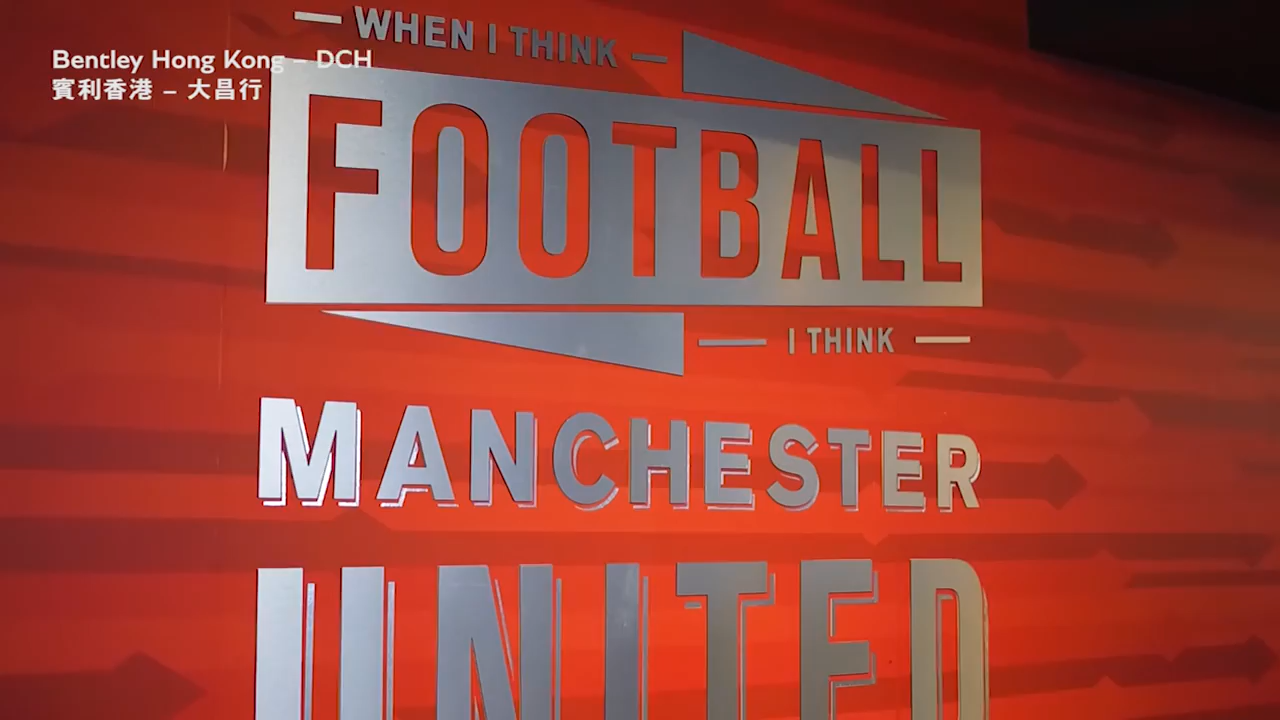 Bentley Hong Kong – DCH
賓利香港 – 大昌行
— WHEN I THINK —
FOOTBALL
— I THINK —
MANCHESTER
UNITED